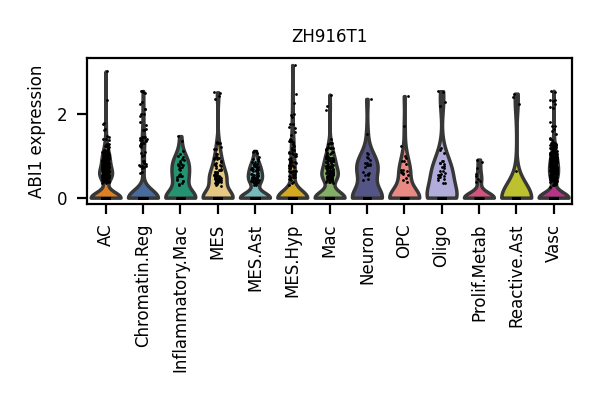 ZH916T1
ABI1 expression
2
0
AC
Chromatin.Reg
Inflammatory.Mac
MES
MES.Ast
MES.Hyp
Mac
Neuron
OPC
Oligo
Prolif.Metab
Reactive.Ast
Vasc